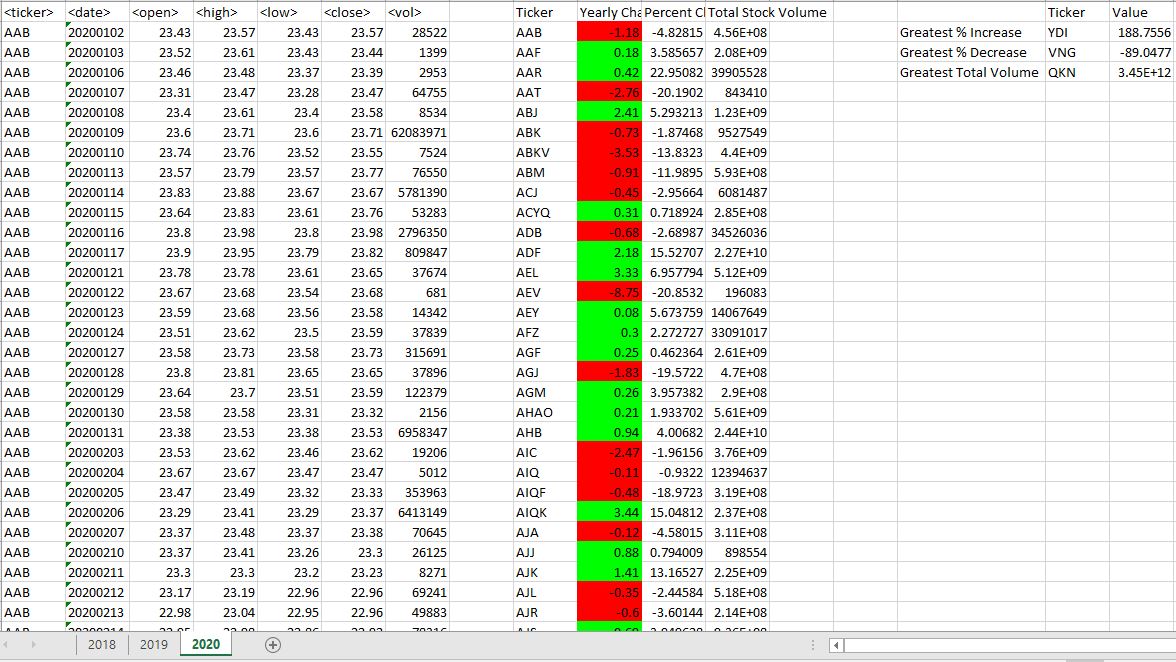 <ticker> <date> <open> <high> <low> <close> <vol> Ticker Yearly Cha Percent Cl Total Stock Volume Ticker Value
AAB 20200102 23.43 23.57 23.43 23.57 28522 AAB -1.18 -4.82815 4.56E+08 Greatest % Increase YDI 188.7556
AAB 20200103 23.52 23.61 23.43 23.44 1399 AAF 0.18 3.585657 2.08E+09 Greatest % Decrease VNG -89.0477
AAB 20200106 23.46 23.48 23.37 23.39 2953 AAR 0.42 22.95082 39905528 Greatest Total Volume QKN 3.45E+12
AAB 20200107 23.31 23.47 23.28 23.47 64755 AAT -2.76 -20.1902 843410
AAB 20200108 23.4 23.61 23.4 23.58 8534 ABJ 2.41 5.293213 1.23E+09
AAB 20200109 23.6 23.71 23.6 23.71 62083971 ABK -0.73 -1.87468 9527549
AAB 20200110 23.74 23.76 23.52 23.55 7524 ABKV -3.53 -13.8323 4.4E+09
AAB 20200113 23.57 23.79 23.57 23.77 76550 ABM -0.91 -11.9895 5.93E+08
AAB 20200114 23.83 23.88 23.67 23.67 5781390 ACJ -0.45 -2.95664 6081487
AAB 20200115 23.64 23.83 23.61 23.76 53283 ACYQ 0.31 0.718924 2.85E+08
AAB 20200116 23.8 23.98 23.8 23.98 2796350 ADB -0.68 -2.68987 34526036
AAB 20200117 23.9 23.95 23.79 23.82 809847 ADF 2.18 15.52707 2.27E+10
AAB 20200121 23.78 23.78 23.61 23.65 37674 AEL 3.33 6.957794 5.12E+09
AAB 20200122 23.67 23.68 23.54 23.68 681 AEV -8.75 -20.8532 196083
AAB 20200123 23.59 23.68 23.56 23.58 14342 AEY 0.08 5.673759 14067649
AAB 20200124 23.51 23.62 23.5 23.59 37839 AFZ 0.3 2.272727 33091017
AAB 20200127 23.58 23.73 23.58 23.73 315691 AGF 0.25 0.462364 2.61E+09
AAB 20200128 23.8 23.81 23.65 23.65 37896 AGJ -1.83 -19.5722 4.7E+08
AAB 20200129 23.64 23.7 23.51 23.59 122379 AGM 0.26 3.957382 2.9E+08
AAB 20200130 23.58 23.58 23.31 23.32 2156 AHAO 0.21 1.933702 5.61E+09
AAB 20200131 23.38 23.53 23.38 23.53 6958347 AHB 0.94 4.00682 2.44E+10
AAB 20200203 23.53 23.62 23.46 23.62 19206 AIC -2.47 -1.96156 3.76E+09
AAB 20200204 23.67 23.67 23.47 23.47 5012 AIQ -0.11 -0.9322 12394637
AAB 20200205 23.47 23.49 23.32 23.33 353963 AIQF -0.48 -18.9723 3.19E+08
AAB 20200206 23.29 23.41 23.29 23.37 6413149 AIQK 3.44 15.04812 2.37E+08
AAB 20200207 23.37 23.48 23.37 23.38 70645 AJA -0.12 -4.58015 3.11E+08
AAB 20200210 23.37 23.41 23.26 23.3 26125 AJJ 0.88 0.794009 898554
AAB 20200211 23.3 23.3 23.2 23.23 8271 AJK 1.41 13.16527 2.25E+09
AAB 20200212 23.17 23.19 22.96 22.96 69241 AJL -0.35 -2.44584 5.18E+08
AAB 20200213 22.98 23.04 22.95 22.96 49883 AJR -0.6 -3.60144 2.14E+08
2018 2019 2020